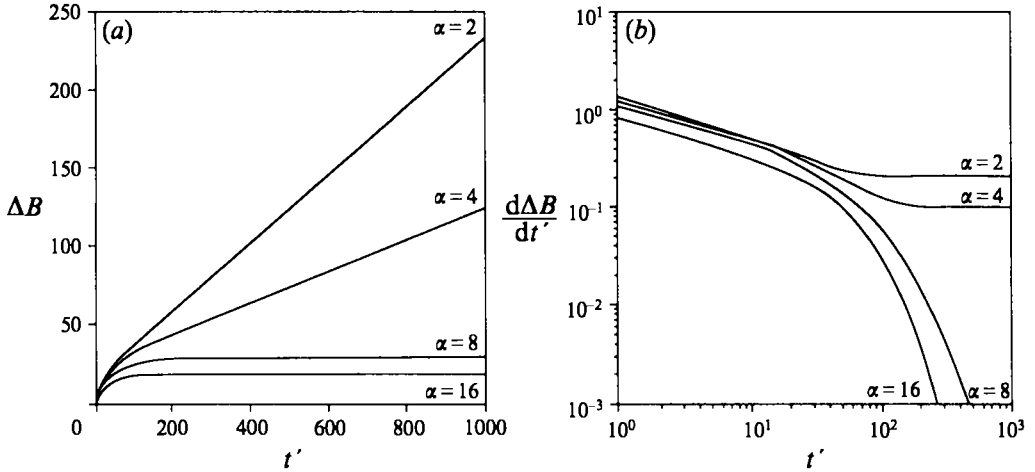 (a)
250
200
150
100
50
0
200
400
600
800
1000
ΔB
t′
α = 2
α = 4
α = 8
α = 16
(b)
10¹
10⁰
10⁻¹
10⁻²
10⁻³
10⁰
10¹
10²
10³
dΔB
dt′
t′
α = 2
α = 4
α = 16
α = 8